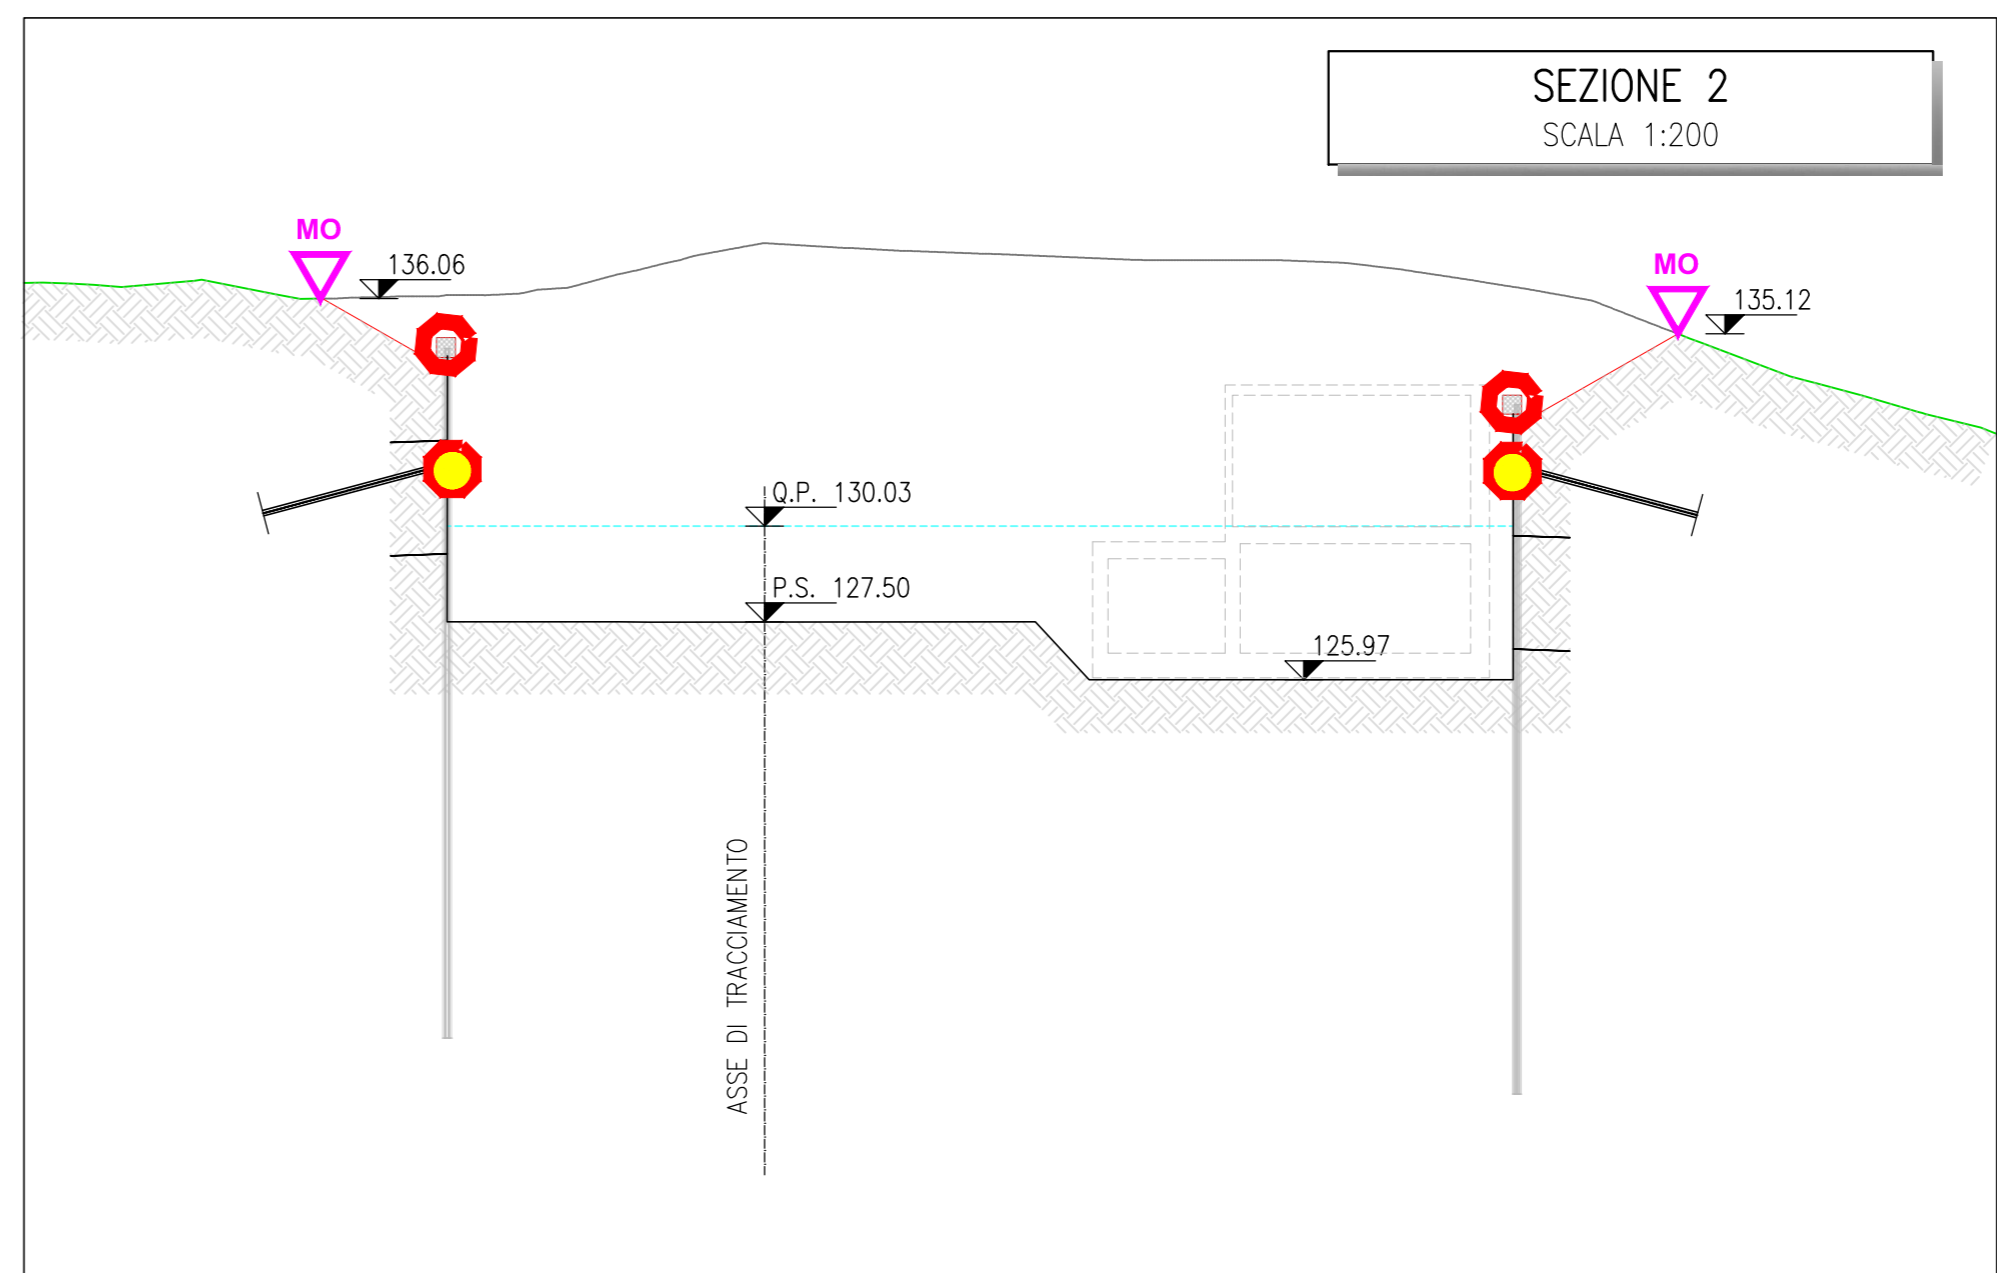 SEZIONE 2
SCALA 1:200
MO
136.06
MO
135.12
Q.P. 130.03
P.S. 127.50
125.97
ASSE DI TRACCIAMENTO